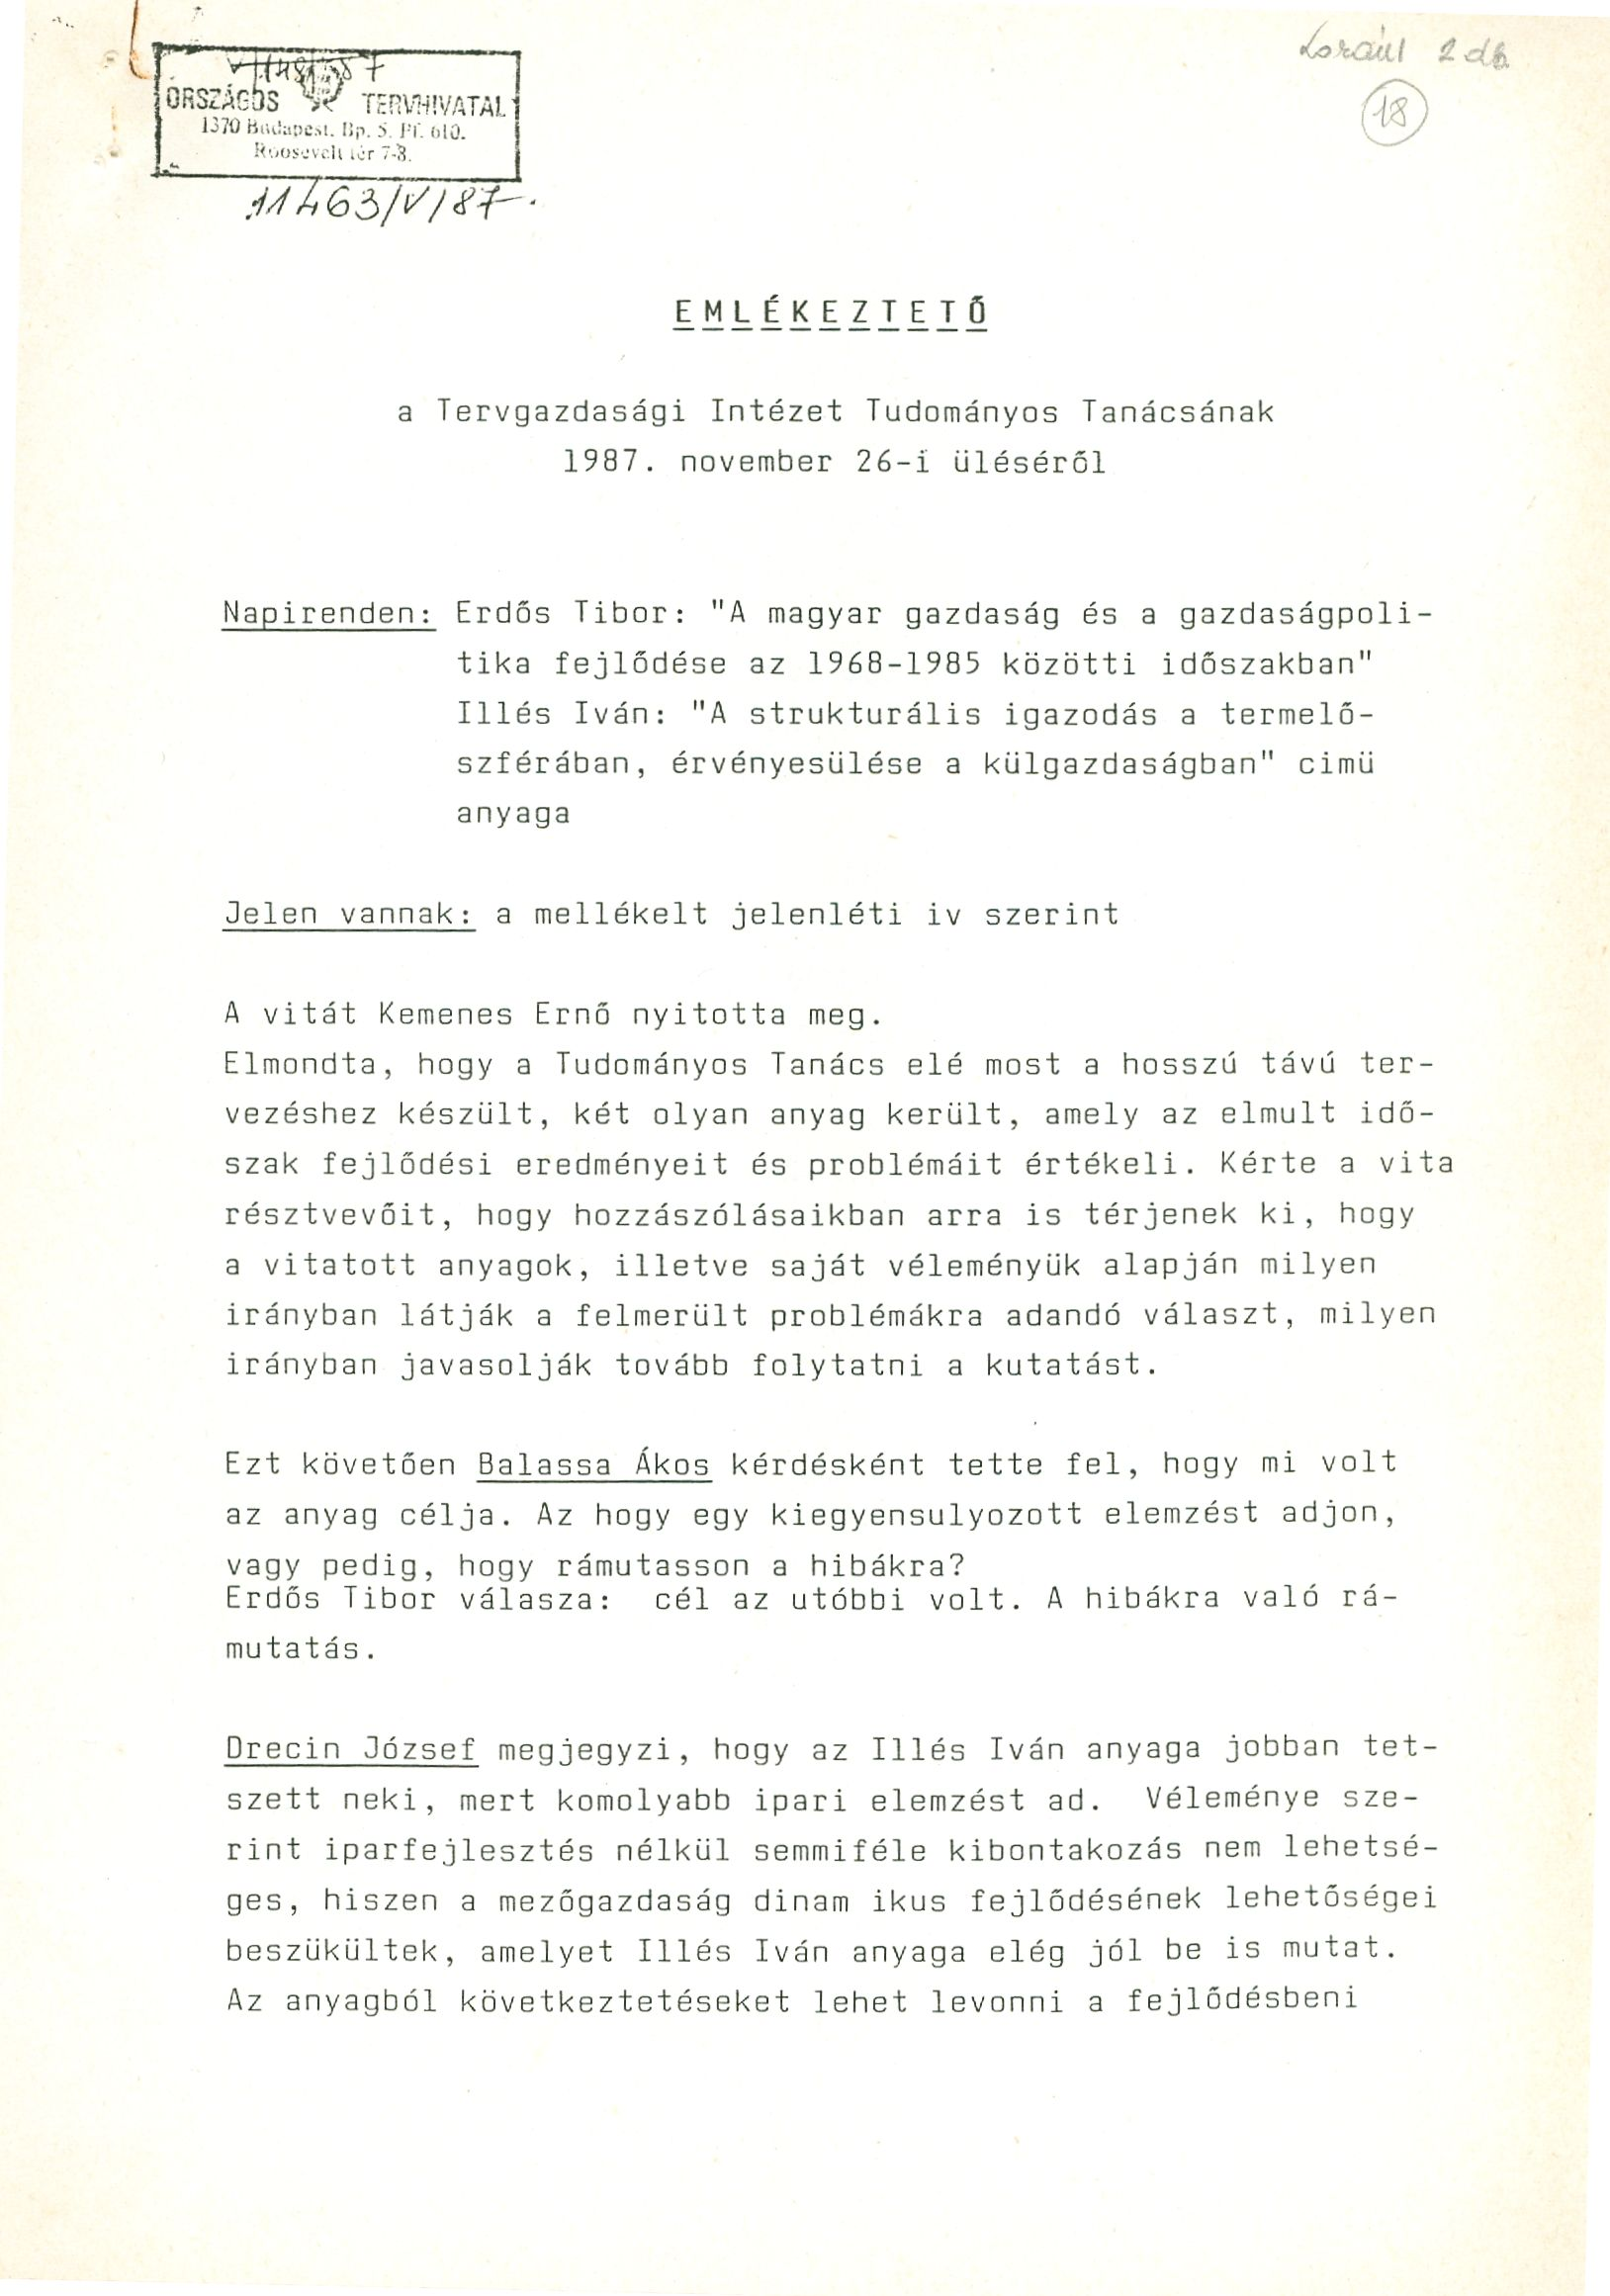 Loránt 2 db
18
ORSZÁGOS TERVHIVATAL
1370 Budapest. Bp. 5. Pf. 610.
Roosevelt tér 7-8.
11463/V/87.
EMLÉKEZTETŐ
a Tervgazdasági Intézet Tudományos Tanácsának
1987. november 26-i üléséről
Napirenden: Erdős Tibor: "A magyar gazdaság és a gazdaságpoli-
tika fejlődése az 1968-1985 közötti időszakban"
Illés Iván: "A strukturális igazodás a termelő-
szférában, érvényesülése a külgazdaságban" cimü
anyaga
Jelen vannak: a mellékelt jelenléti iv szerint
A vitát Kemenes Ernő nyitotta meg.
Elmondta, hogy a Tudományos Tanács elé most a hosszú távú ter-
vezéshez készült, két olyan anyag került, amely az elmult idő-
szak fejlődési eredményeit és problémáit értékeli. Kérte a vita
résztvevőit, hogy hozzászólásaikban arra is térjenek ki, hogy
a vitatott anyagok, illetve saját véleményük alapján milyen
irányban látják a felmerült problémákra adandó választ, milyen
irányban javasolják tovább folytatni a kutatást.
Ezt követően Balassa Ákos kérdésként tette fel, hogy mi volt
az anyag célja. Az hogy egy kiegyensulyozott elemzést adjon,
vagy pedig, hogy rámutasson a hibákra?
Erdős Tibor válasza: cél az utóbbi volt. A hibákra való rá-
mutatás.
Drecin József megjegyzi, hogy az Illés Iván anyaga jobban tet-
szett neki, mert komolyabb ipari elemzést ad. Véleménye sze-
rint iparfejlesztés nélkül semmiféle kibontakozás nem lehetsé-
ges, hiszen a mezőgazdaság dinam ikus fejlődésének lehetőségei
beszükültek, amelyet Illés Iván anyaga elég jól be is mutat.
Az anyagból következtetéseket lehet levonni a fejlődésbeni